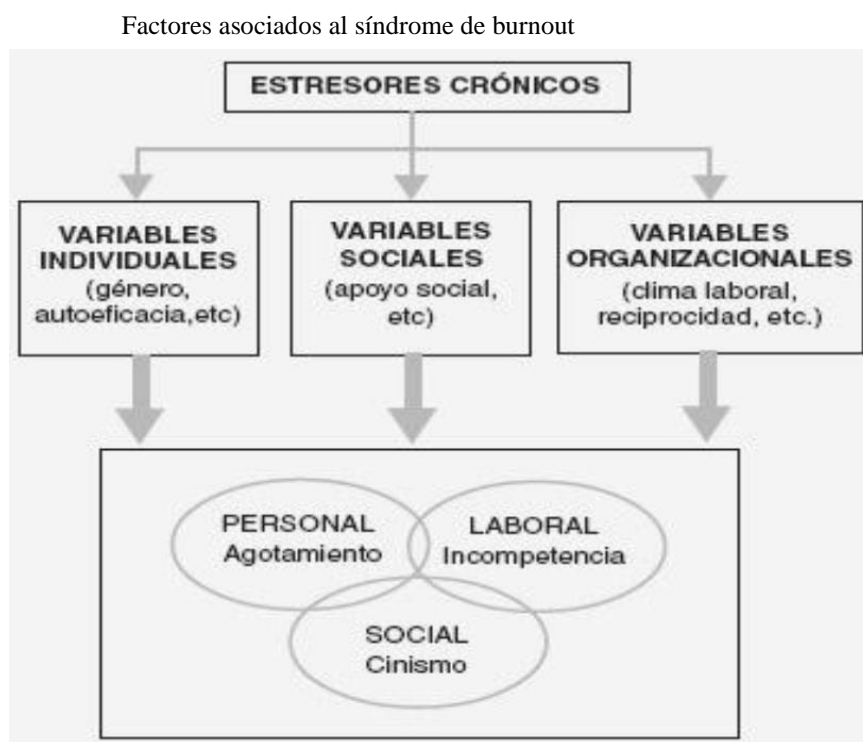 Factores asociados al síndrome de burnout
ESTRESORES CRÓNICOS
VARIABLES
INDIVIDUALES
(género,
autoeficacia,etc)
VARIABLES
SOCIALES
(apoyo social,
etc)
VARIABLES
ORGANIZACIONALES
(clima laboral,
reciprocidad, etc.)
PERSONAL
Agotamiento
LABORAL
Incompetencia
SOCIAL
Cinismo